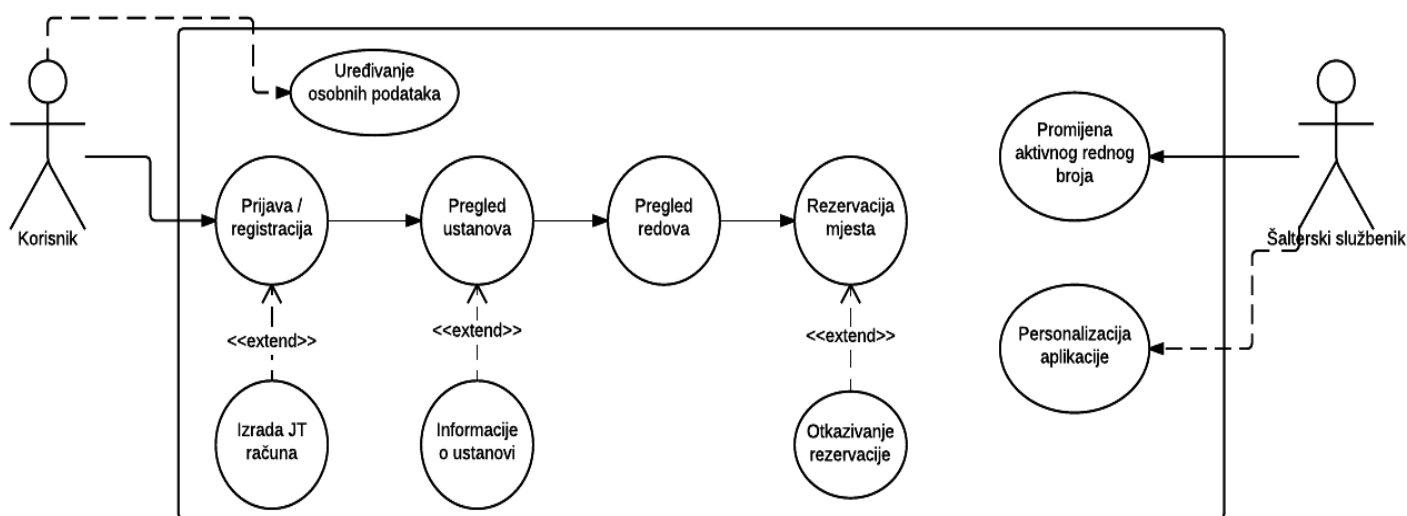 Uređivanje
osobnih podataka
Promijena
aktivnog rednog
broja
Korisnik
Prijava /
registracija
Pregled
ustanova
Pregled
redova
Rezervacija
mjesta
Šalterski službenik
<<extend>>
<<extend>>
<<extend>>
Personalizacija
aplikacije
Izrada JT
računa
Informacije
o ustanovi
Otkazivanje
rezervacije